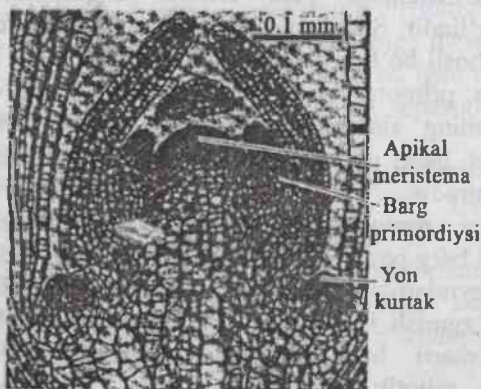 0.1 mm
Apikal
meristema
Barg
primordiysi
Yon
kurtak